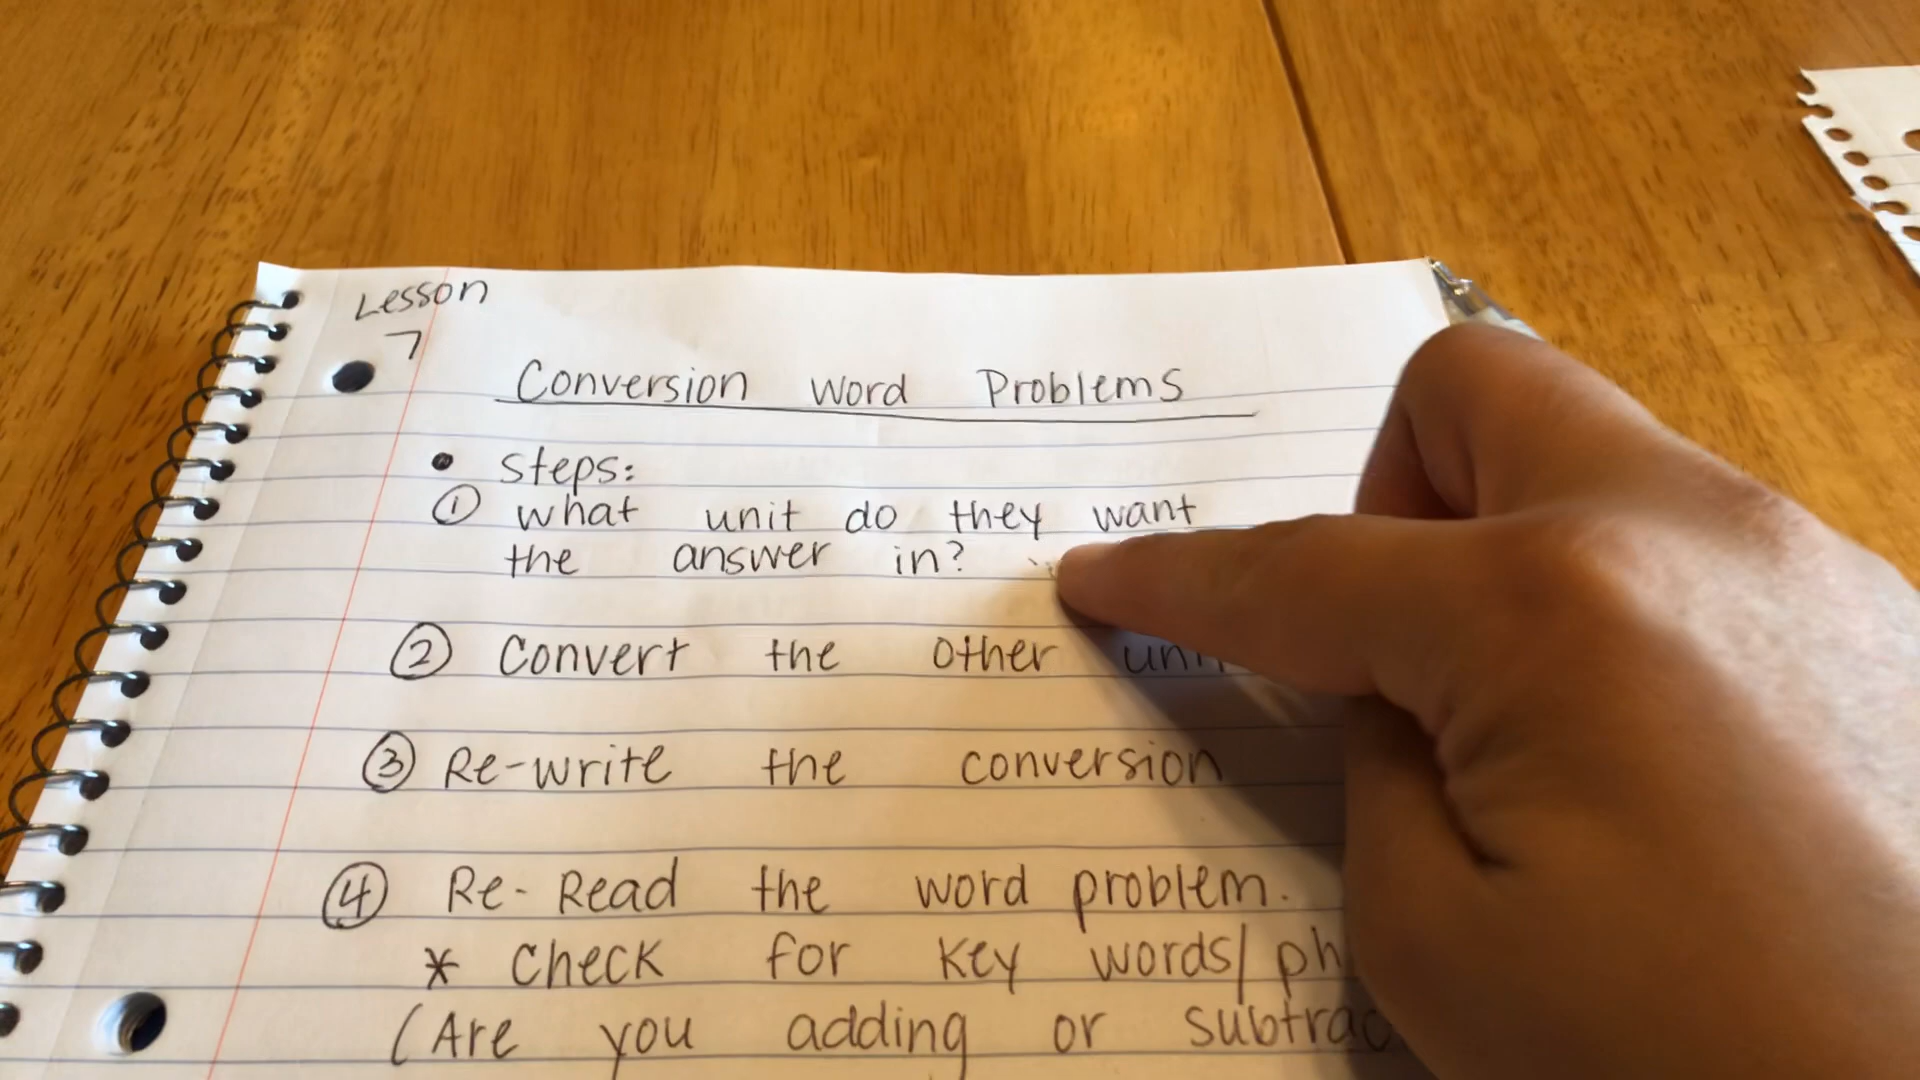 Lesson
7
Conversion Word Problems
• Steps:
① what unit do they want
the answer in?
② Convert the other
③ Re-write the conversion
④ Re-Read the word problem.
* Check for key words/
(Are you adding or